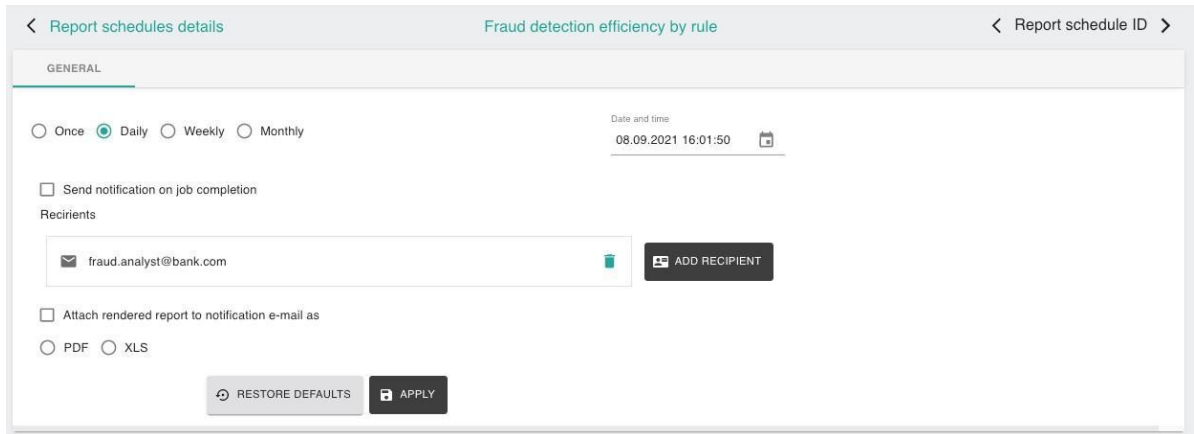 Report schedules details
Fraud detection efficiency by rule
Report schedule ID
GENERAL
Once Daily Weekly Monthly
Date and time
08.09.2021 16:01:50
Send notification on job completion
Recirients
fraud.analyst@bank.com
ADD RECIPIENT
Attach rendered report to notification e-mail as
PDF XLS
RESTORE DEFAULTS
APPLY